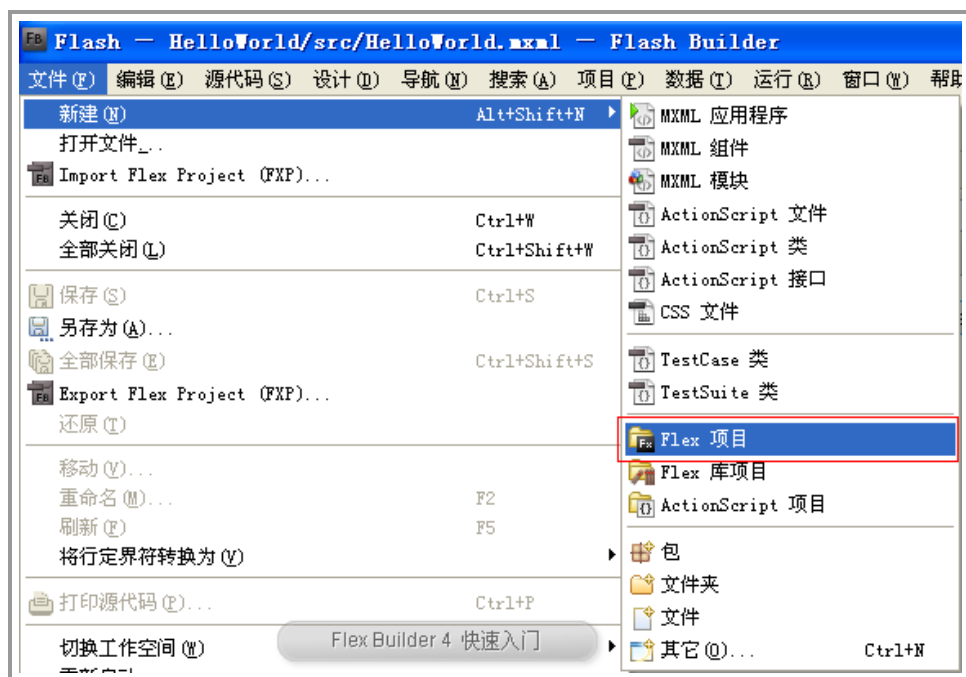 Flash — HelloWorld/src/HelloWorld.mxml — Flash Builder
文件(F) 编辑(E) 源代码(S) 设计(D) 导航(N) 搜索(A) 项目(P) 数据(T) 运行(R) 窗口(W) 帮助
新建(N) Alt+Shift+N
打开文件_...
Import Flex Project (FXP)...
关闭(C) Ctrl+W
全部关闭(L) Ctrl+Shift+W
保存(S) Ctrl+S
另存为(A)...
全部保存(E) Ctrl+Shift+S
Export Flex Project (FXP)...
还原(T)
移动(V)...
重命名(M)... F2
刷新(F) F5
将行定界符转换为(V)
打印源代码(P)... Ctrl+P
切换工作空间(W)
重新启动
MXML 应用程序
MXML 组件
MXML 模块
ActionScript 文件
ActionScript 类
ActionScript 接口
CSS 文件
TestCase 类
TestSuite 类
Flex 项目
Flex 库项目
ActionScript 项目
包
文件夹
文件
其它(O)... Ctrl+N
Flex Builder 4 快速入门